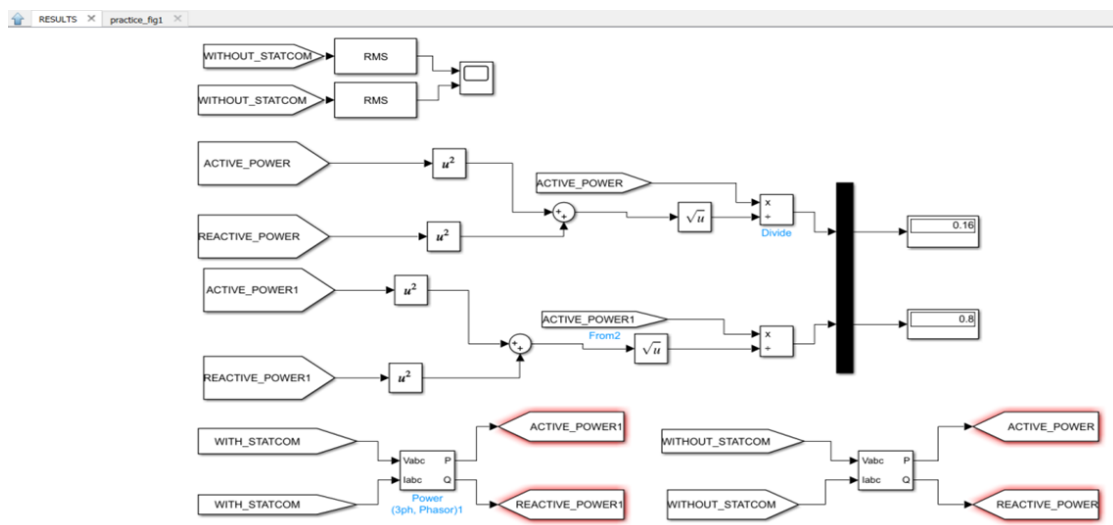 RESULTS × practice_fig1 ×
WITHOUT_STATCOM RMS
WITHOUT_STATCOM RMS
ACTIVE_POWER u²
ACTIVE_POWER
x
÷
√u
Divide
0.16
REACTIVE_POWER u²
ACTIVE_POWER1 u²
ACTIVE_POWER1
From2
x
÷
√u
0.8
REACTIVE_POWER1 u²
WITH_STATCOM
Vabc P
Iabc Q
Power
(3ph, Phasor)1
WITH_STATCOM
ACTIVE_POWER1
REACTIVE_POWER1
WITHOUT_STATCOM
Vabc P
Iabc Q
WITHOUT_STATCOM
ACTIVE_POWER
REACTIVE_POWER